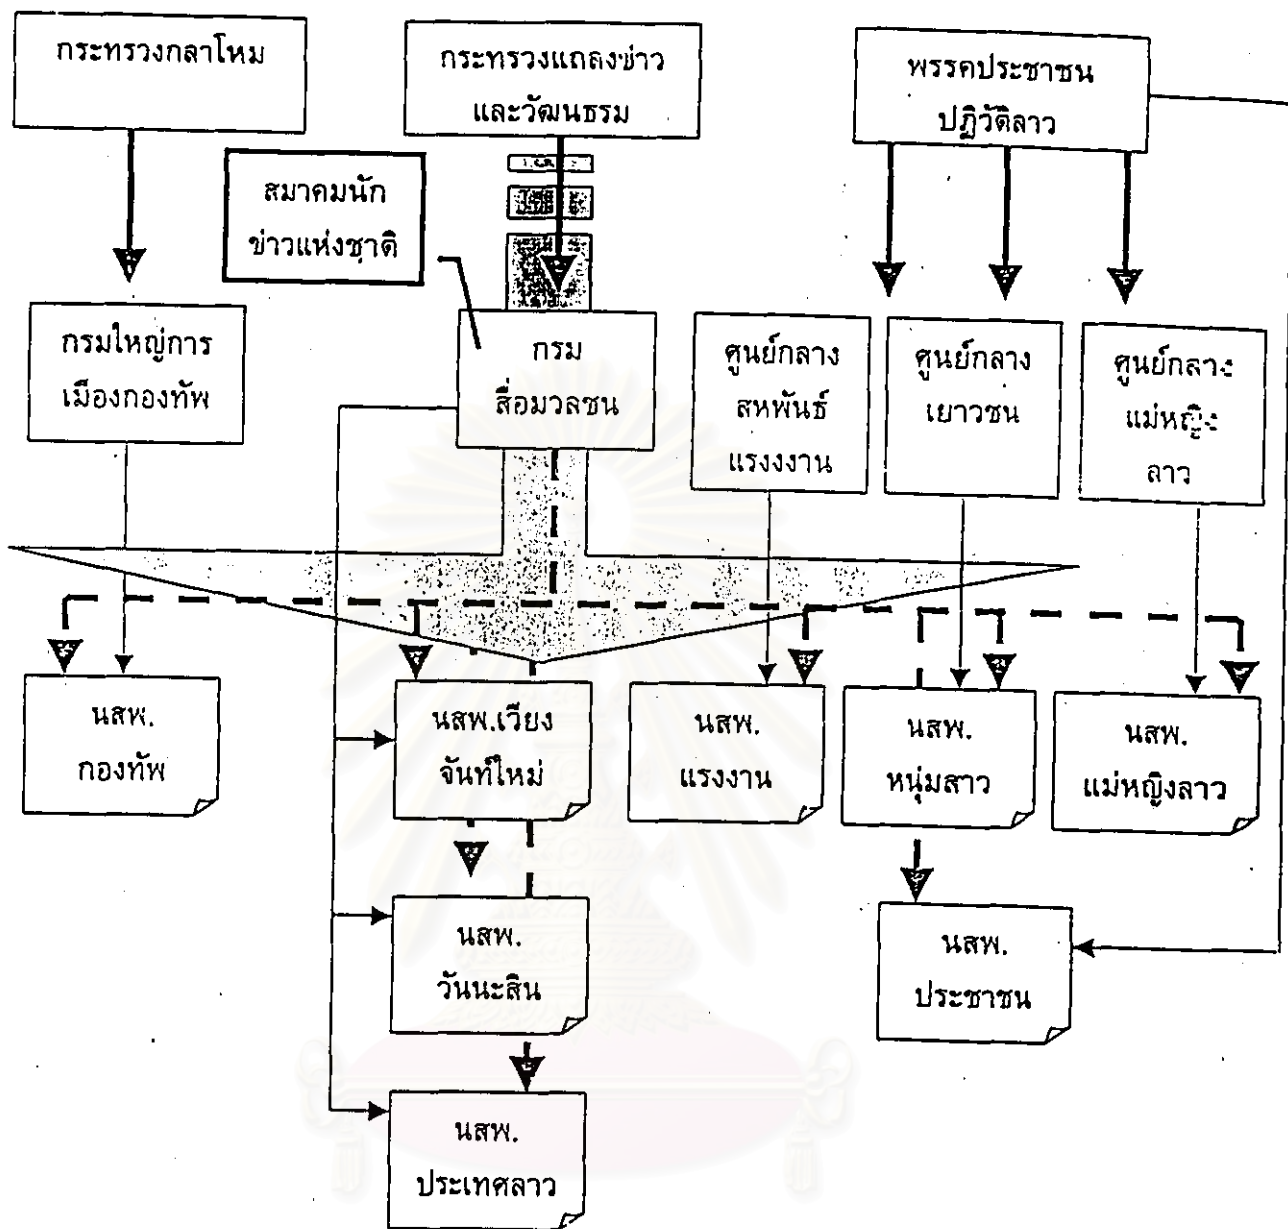 กระทรวงกลาโหม
กระทรวงแถลงข่าว
และวัฒนธรรม
พรรคประชาชน
ปฏิวัติลาว
สมาคมนัก
ข่าวแห่งชาติ
กรมใหญ่การ
เมืองกองทัพ
กรม
สื่อมวลชน
ศูนย์กลาง
สหพันธ์
แรงงงาน
ศูนย์กลาง
เยาวชน
ศูนย์กลาง
แม่หญิง
ลาว
นสพ.
กองทัพ
นสพ.เวียง
จันท์ใหม่
นสพ.
แรงงาน
นสพ.
หนุ่มสาว
นสพ.
แม่หญิงลาว
นสพ.
วันนะสิน
นสพ.
ประชาชน
นสพ.
ประเทศลาว